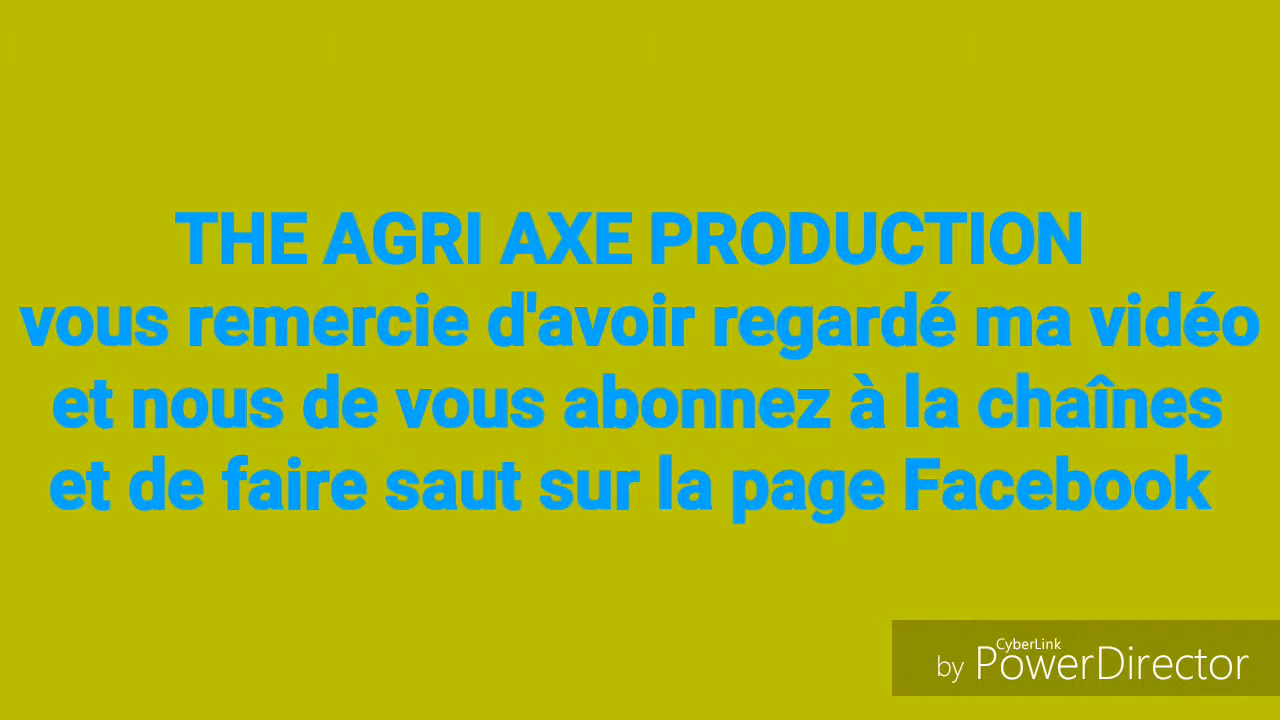 THE AGRI AXE PRODUCTION
vous remercie d'avoir regardé ma vidéo
et nous de vous abonnez à la chaînes
et de faire saut sur la page Facebook
CyberLink
by PowerDirector